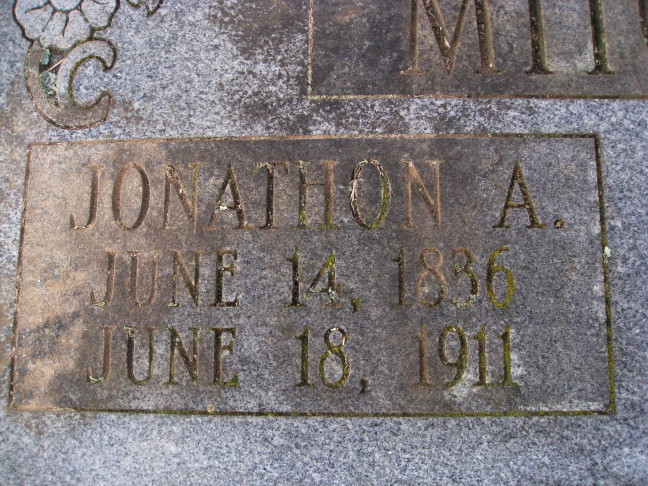 JONATHON A.
JUNE 14, 1836
JUNE 18, 1911